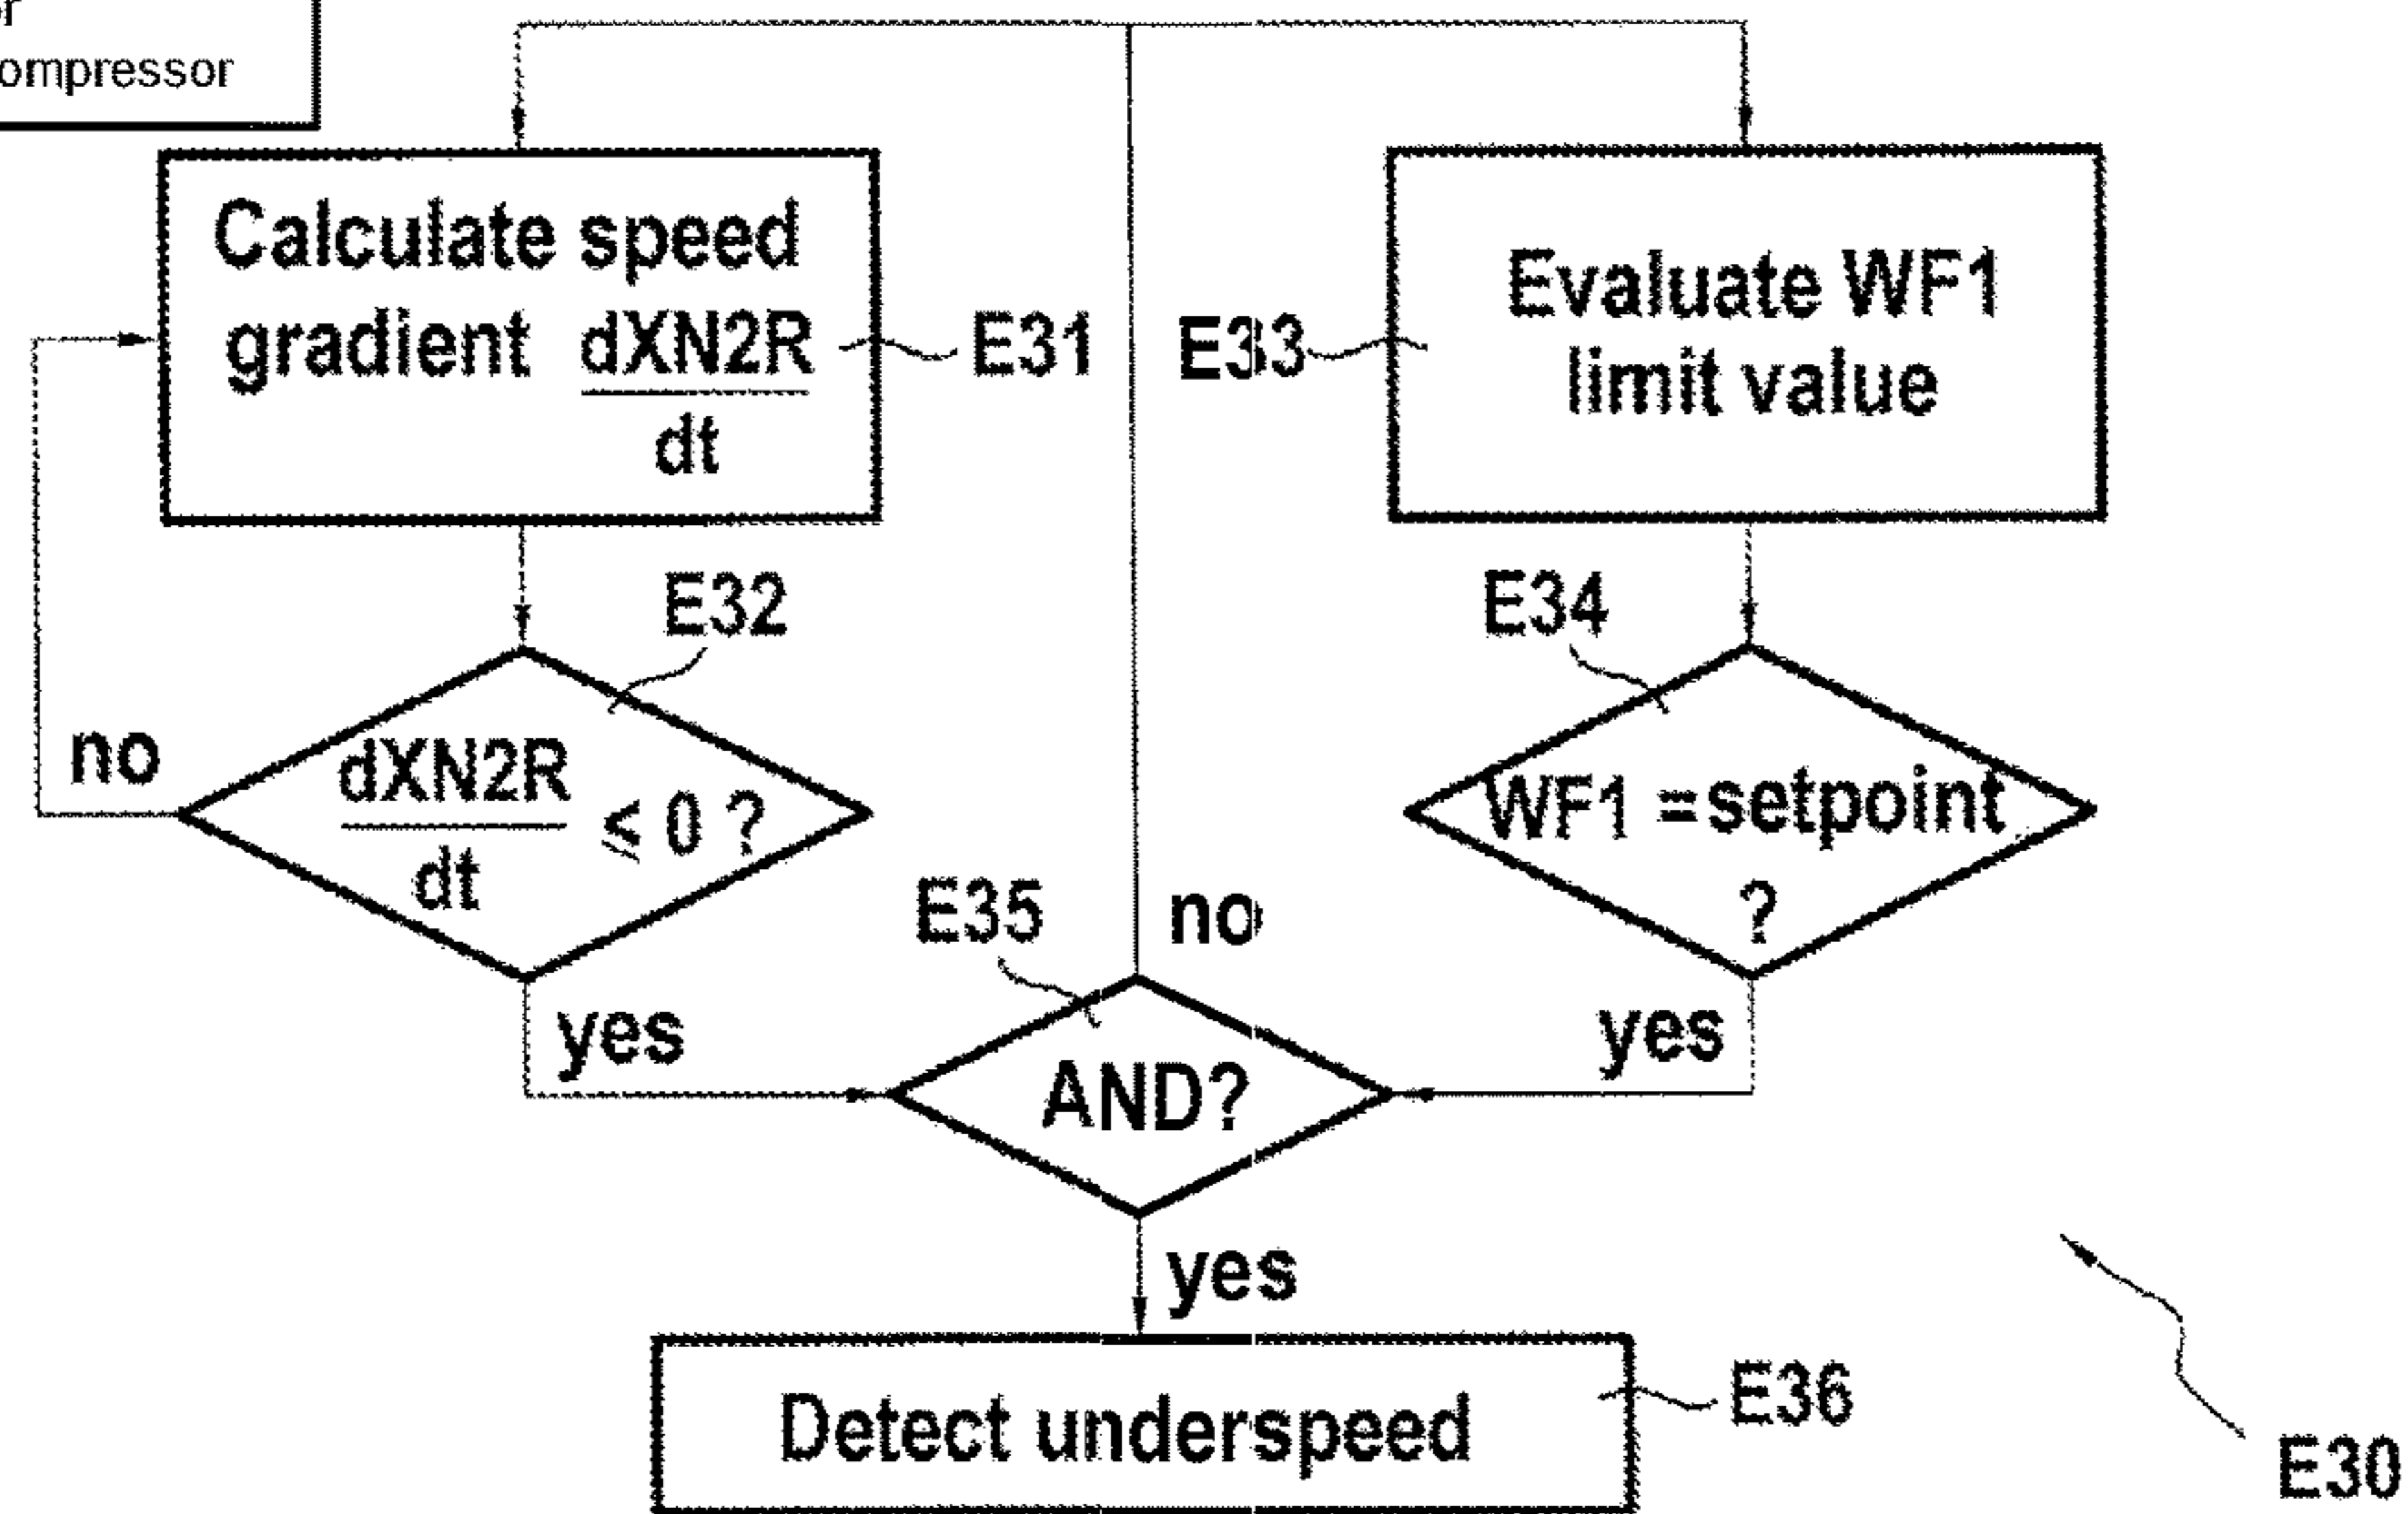 Calculate speed
gradient dXN2R
dt
E31
E33
Evaluate WF1
limit value
E32
E34
no
dXN2R
dt
≤ 0 ?
WF1 =setpoint
?
E35
no
yes
yes
AND?
yes
Detect underspeed
E36
E30